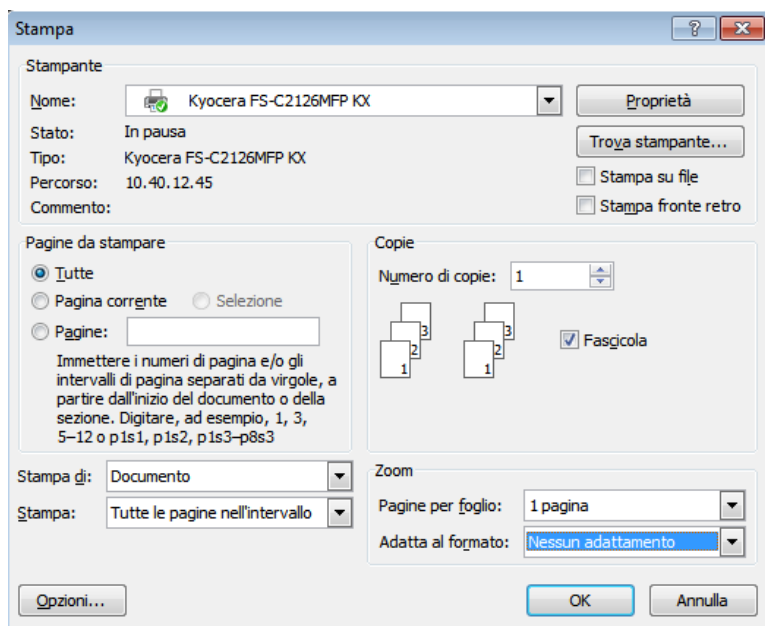 Stampa
Stampante
Nome: Kyocera FS-C2126MFP KX Proprietà
Stato: In pausa Trova stampante...
Tipo: Kyocera FS-C2126MFP KX
Percorso: 10.40.12.45 Stampa su file
Commento: Stampa fronte retro
Pagine da stampare
Tutte
Pagina corrente Selezione
Pagine:
Immettere i numeri di pagina e/o gli
intervalli di pagina separati da virgole, a
partire dall'inizio del documento o della
sezione. Digitare, ad esempio, 1, 3,
5–12 o p1s1, p1s2, p1s3–p8s3
Copie
Numero di copie: 1
3 3
2 2
1 1
Fascicola
Stampa di: Documento
Stampa: Tutte le pagine nell'intervallo
Zoom
Pagine per foglio: 1 pagina
Adatta al formato: Nessun adattamento
Opzioni... OK Annulla